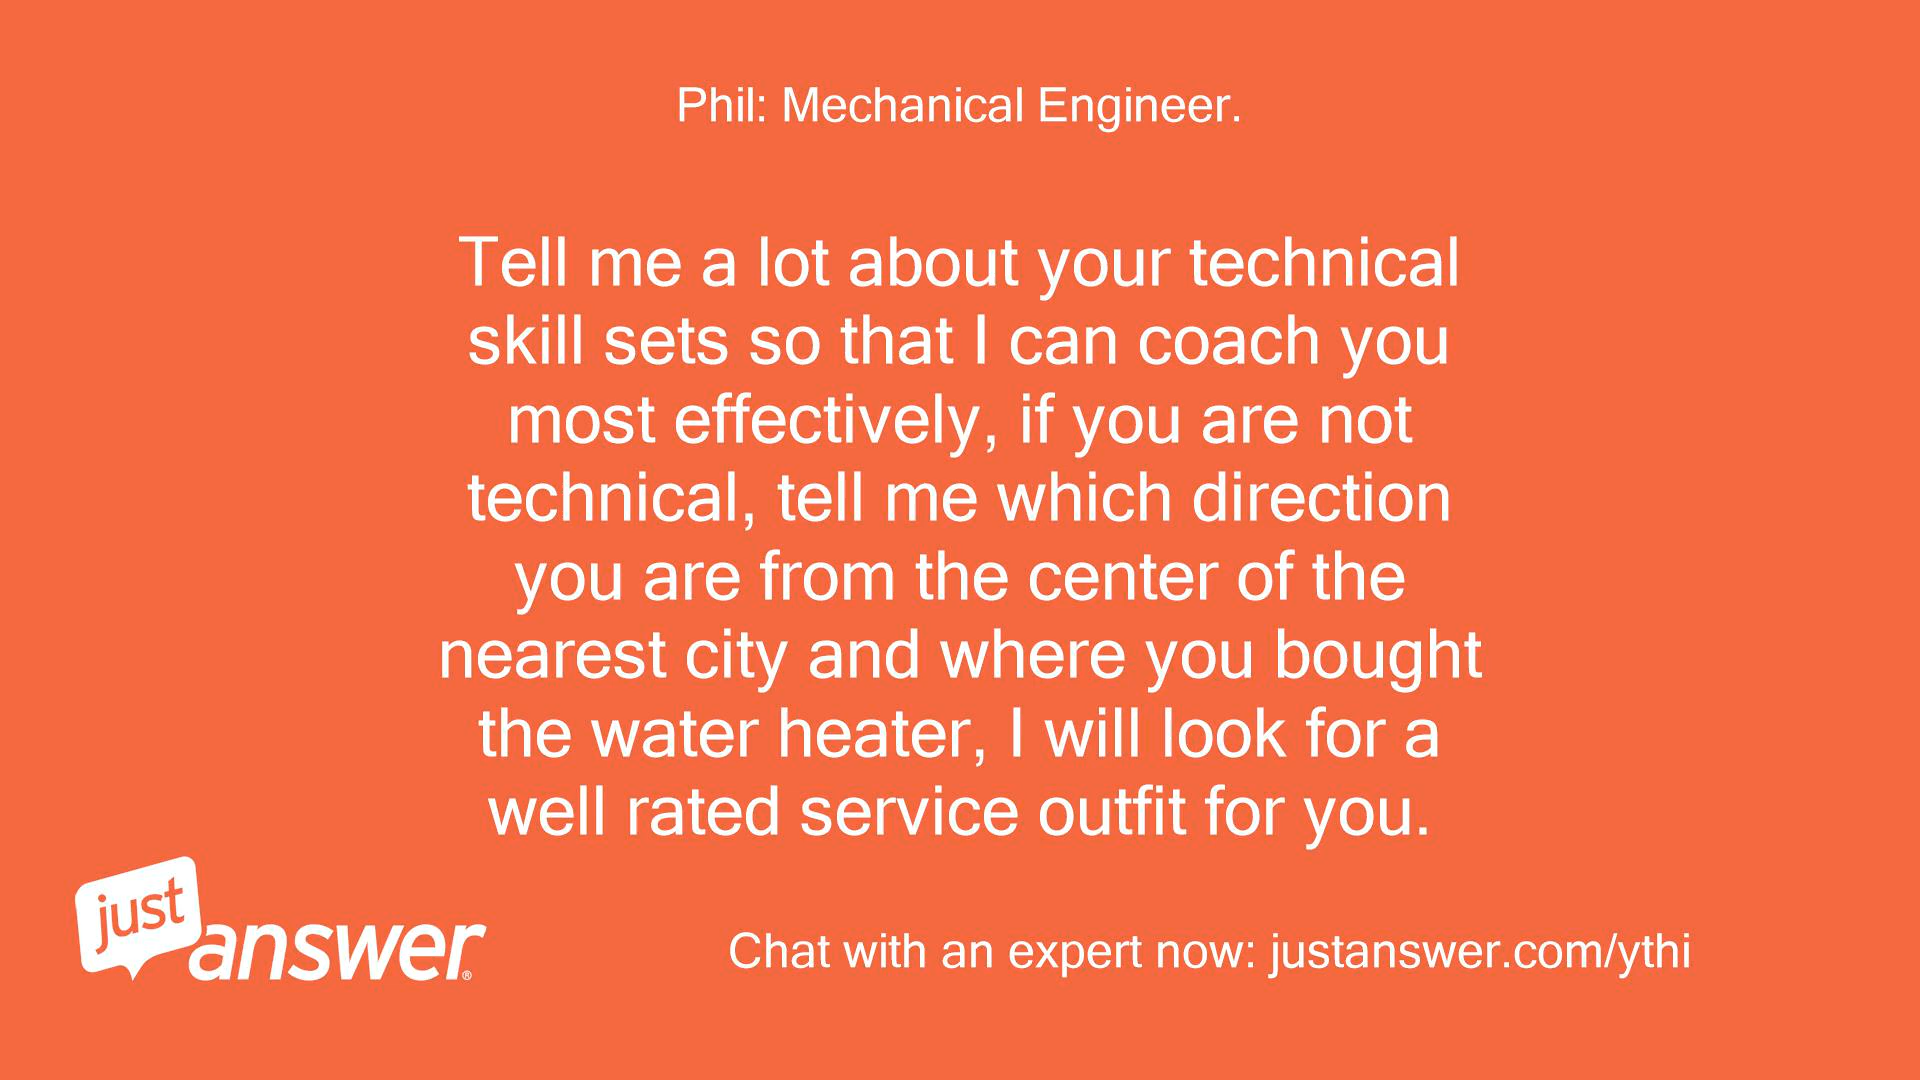 Phil: Mechanical Engineer.
Tell me a lot about your technical
skill sets so that I can coach you
most effectively, if you are not
technical, tell me which direction
you are from the center of the
nearest city and where you bought
the water heater, I will look for a
well rated service outfit for you.
just
answer®
Chat with an expert now: justanswer.com/ythi